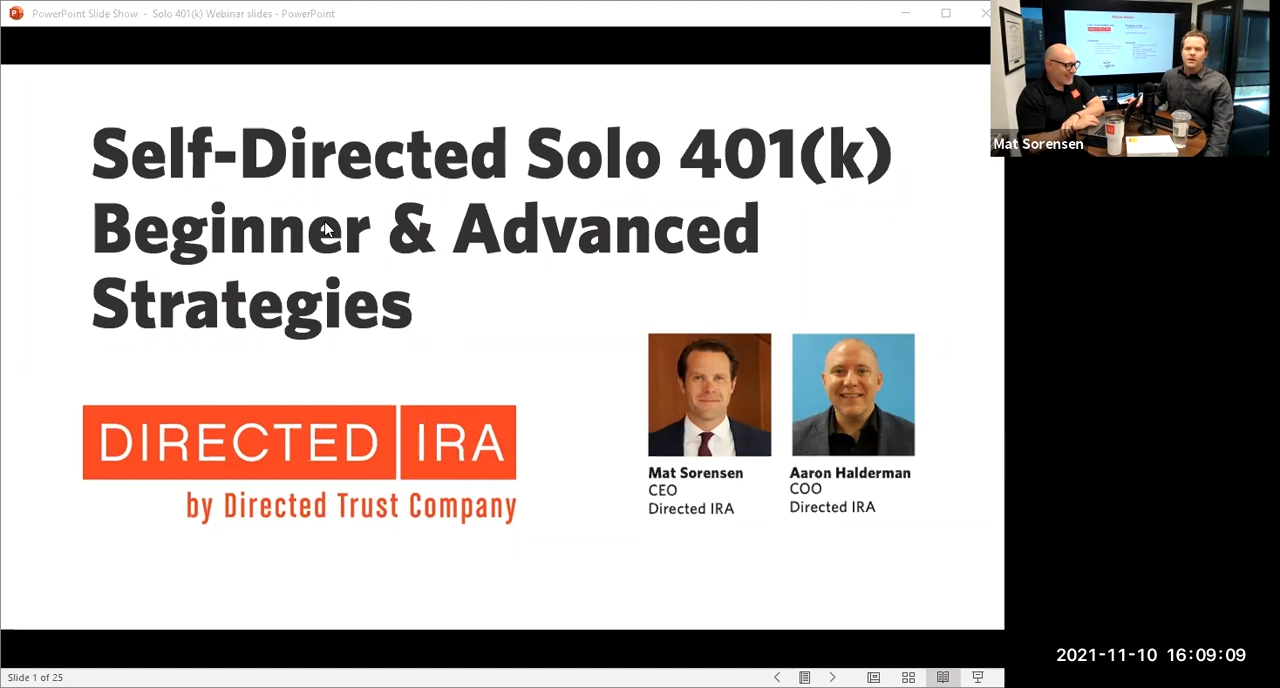 PowerPoint Slide Show - Solo 401(k) Webinar slides - PowerPoint
Self-Directed Solo 401(k)
Beginner & Advanced
Strategies
DIRECTED IRA
by Directed Trust Company
Mat Sorensen
CEO
Directed IRA
Aaron Halderman
COO
Directed IRA
Mat Sorensen
DIRECTED IRA
2021-11-10 16:09:09
Slide 1 of 25